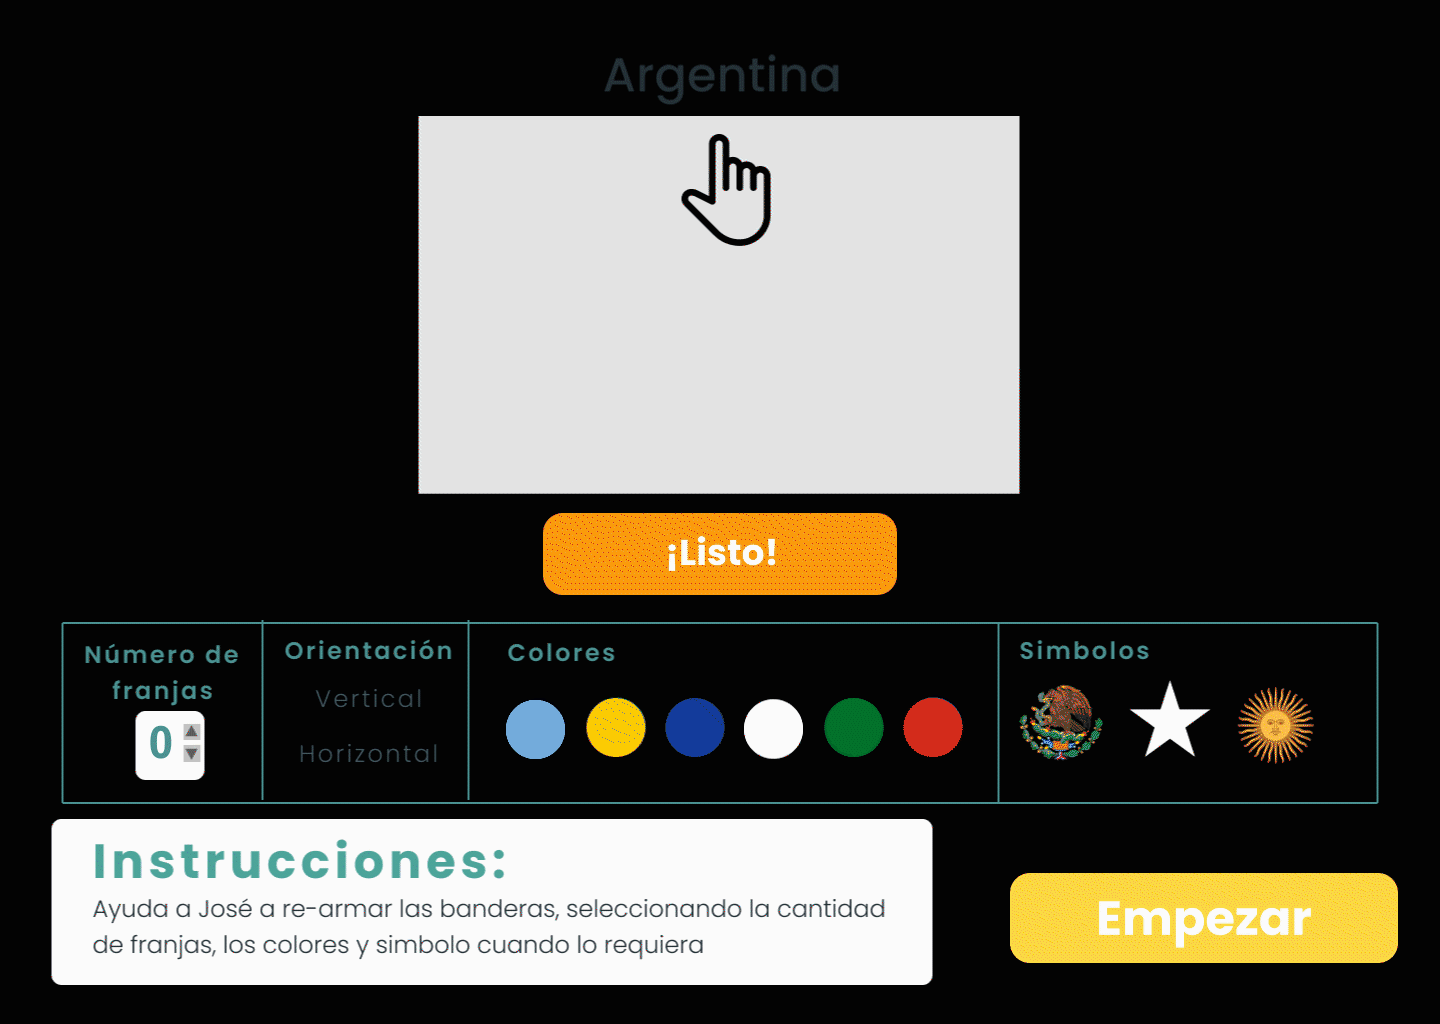 Argentina
¡Listo!
Número de
franjas
0
Orientación
Vertical
Horizontal
Colores
Simbolos
Instrucciones:
Ayuda a José a re-armar las banderas, seleccionando la cantidad
de franjas, los colores y simbolo cuando lo requiera
Empezar